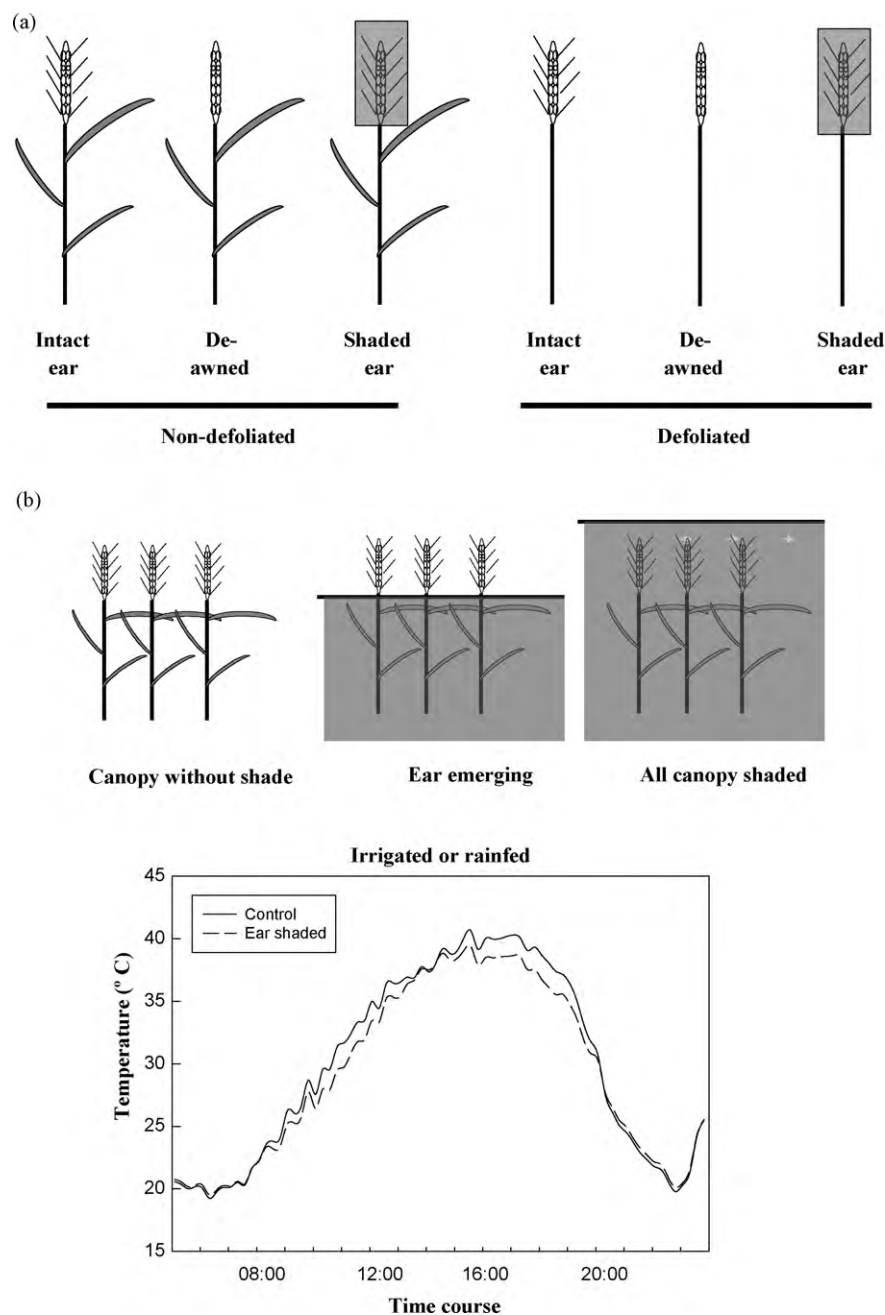 (a)
Intact
ear
De-
awned
Shaded
ear
Intact
ear
De-
awned
Shaded
ear
Non-defoliated
Defoliated
(b)
Canopy without shade
Ear emerging
All canopy shaded
Irrigated or rainfed
45
40
35
30
25
20
15
Control
Ear shaded
Temperature (º C)
08:00 12:00 16:00 20:00
Time course